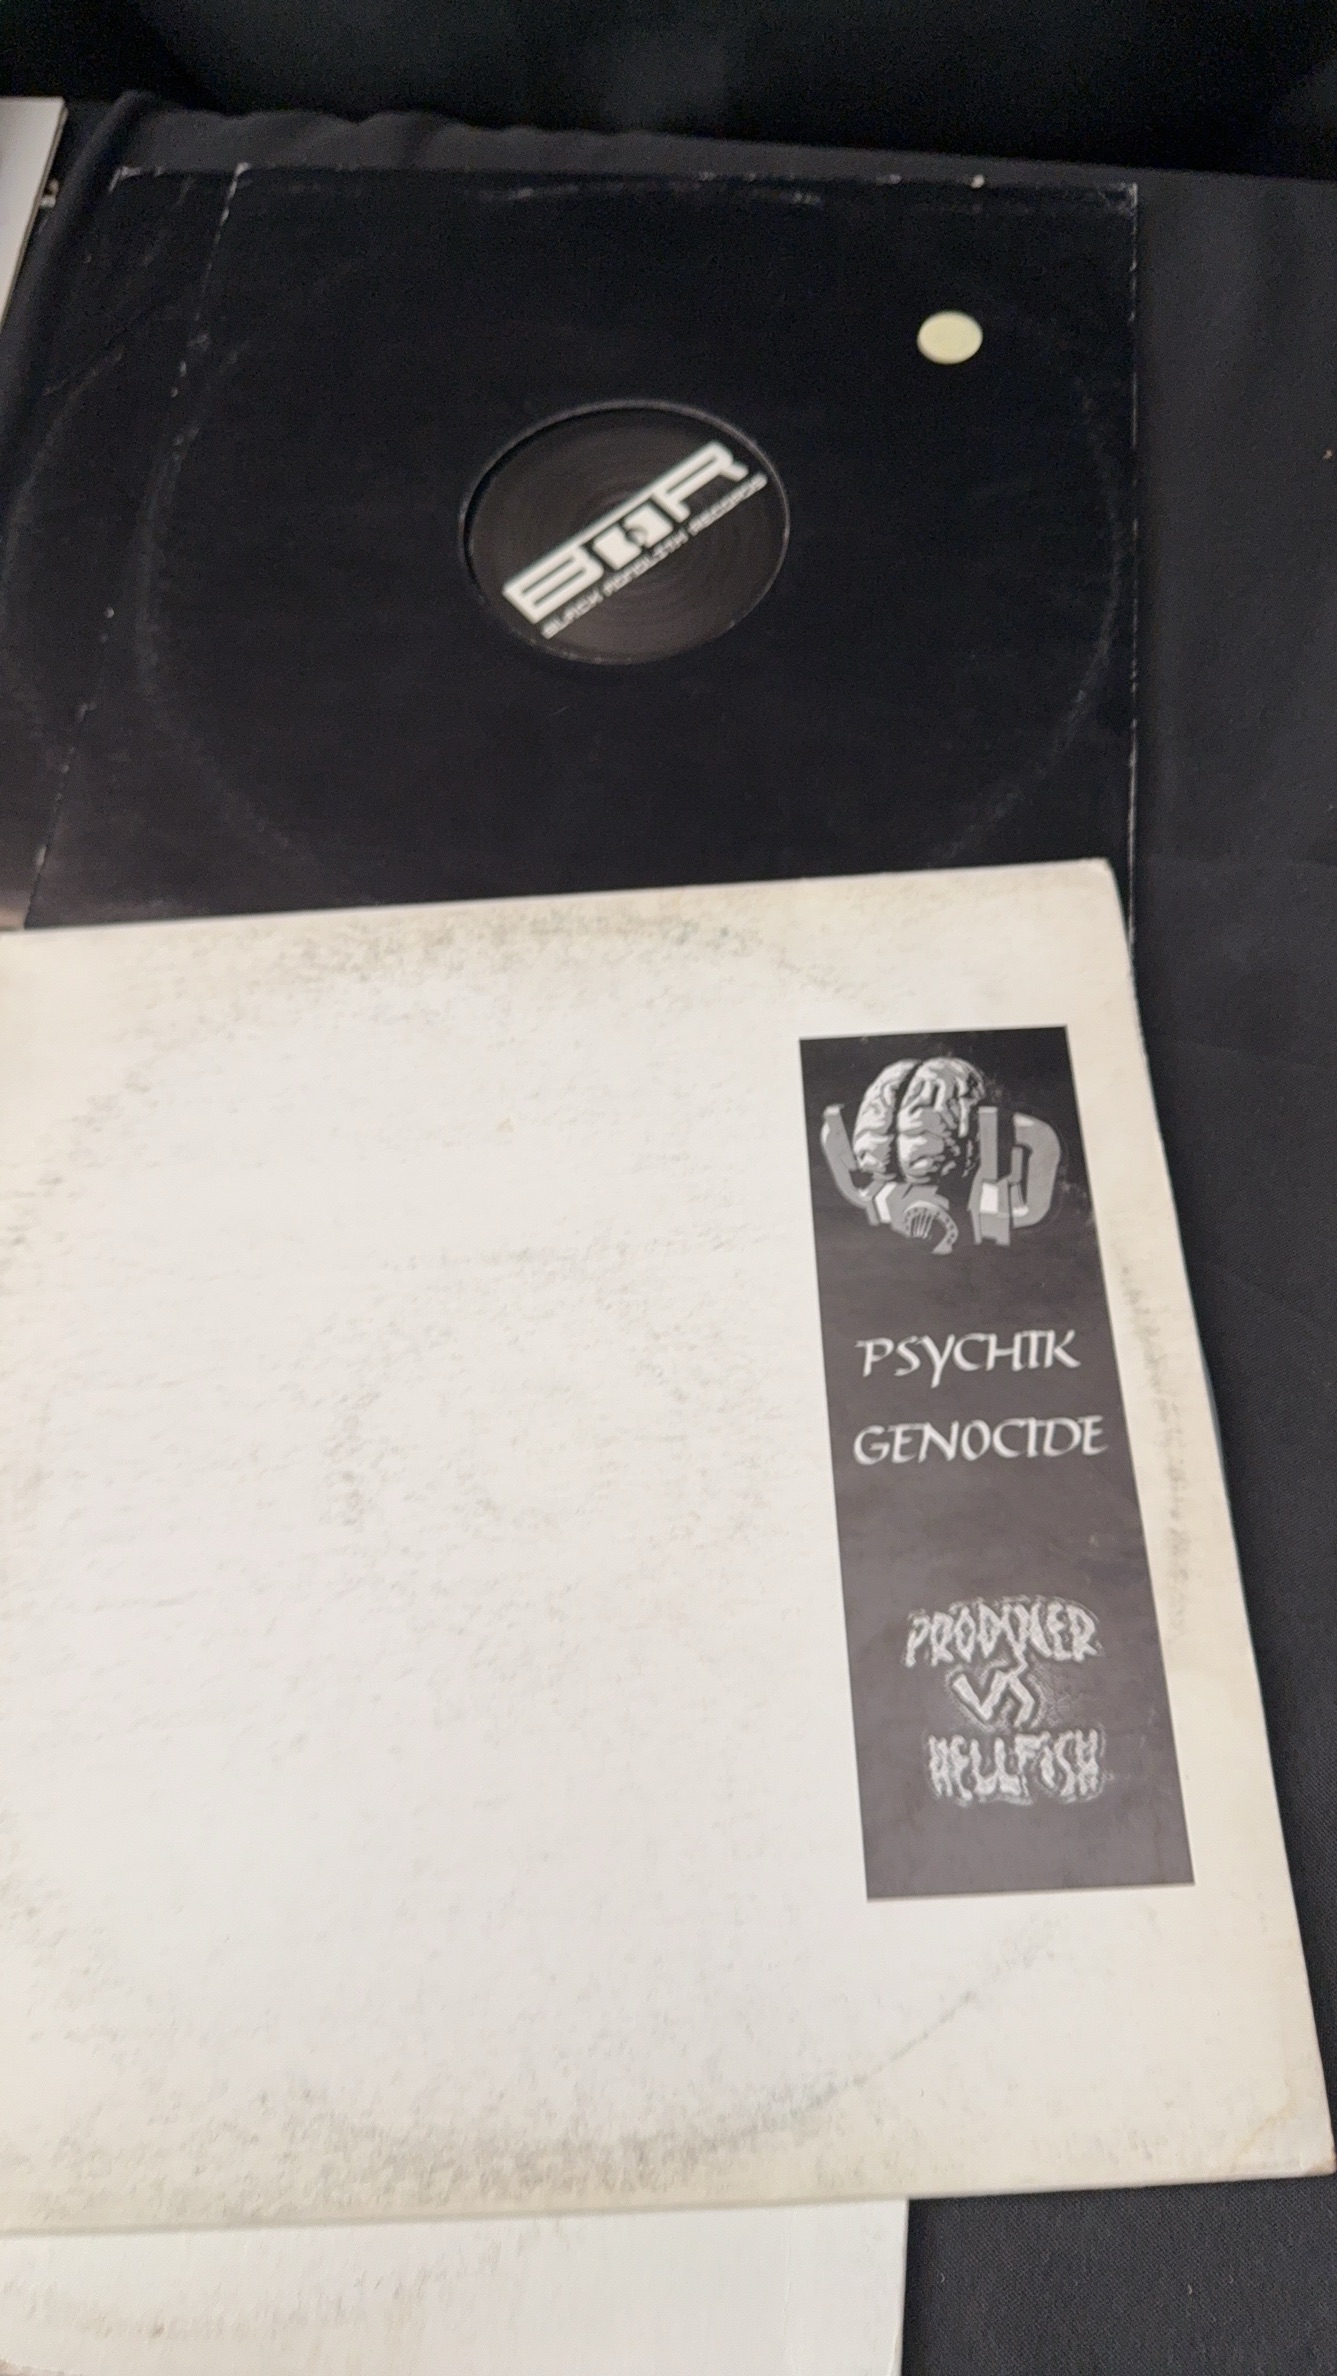 BMR
BLACK MONOLITH RECORDS
PSYCHIK
GENOCIDE
PRODUCER
VS
HELLFISH